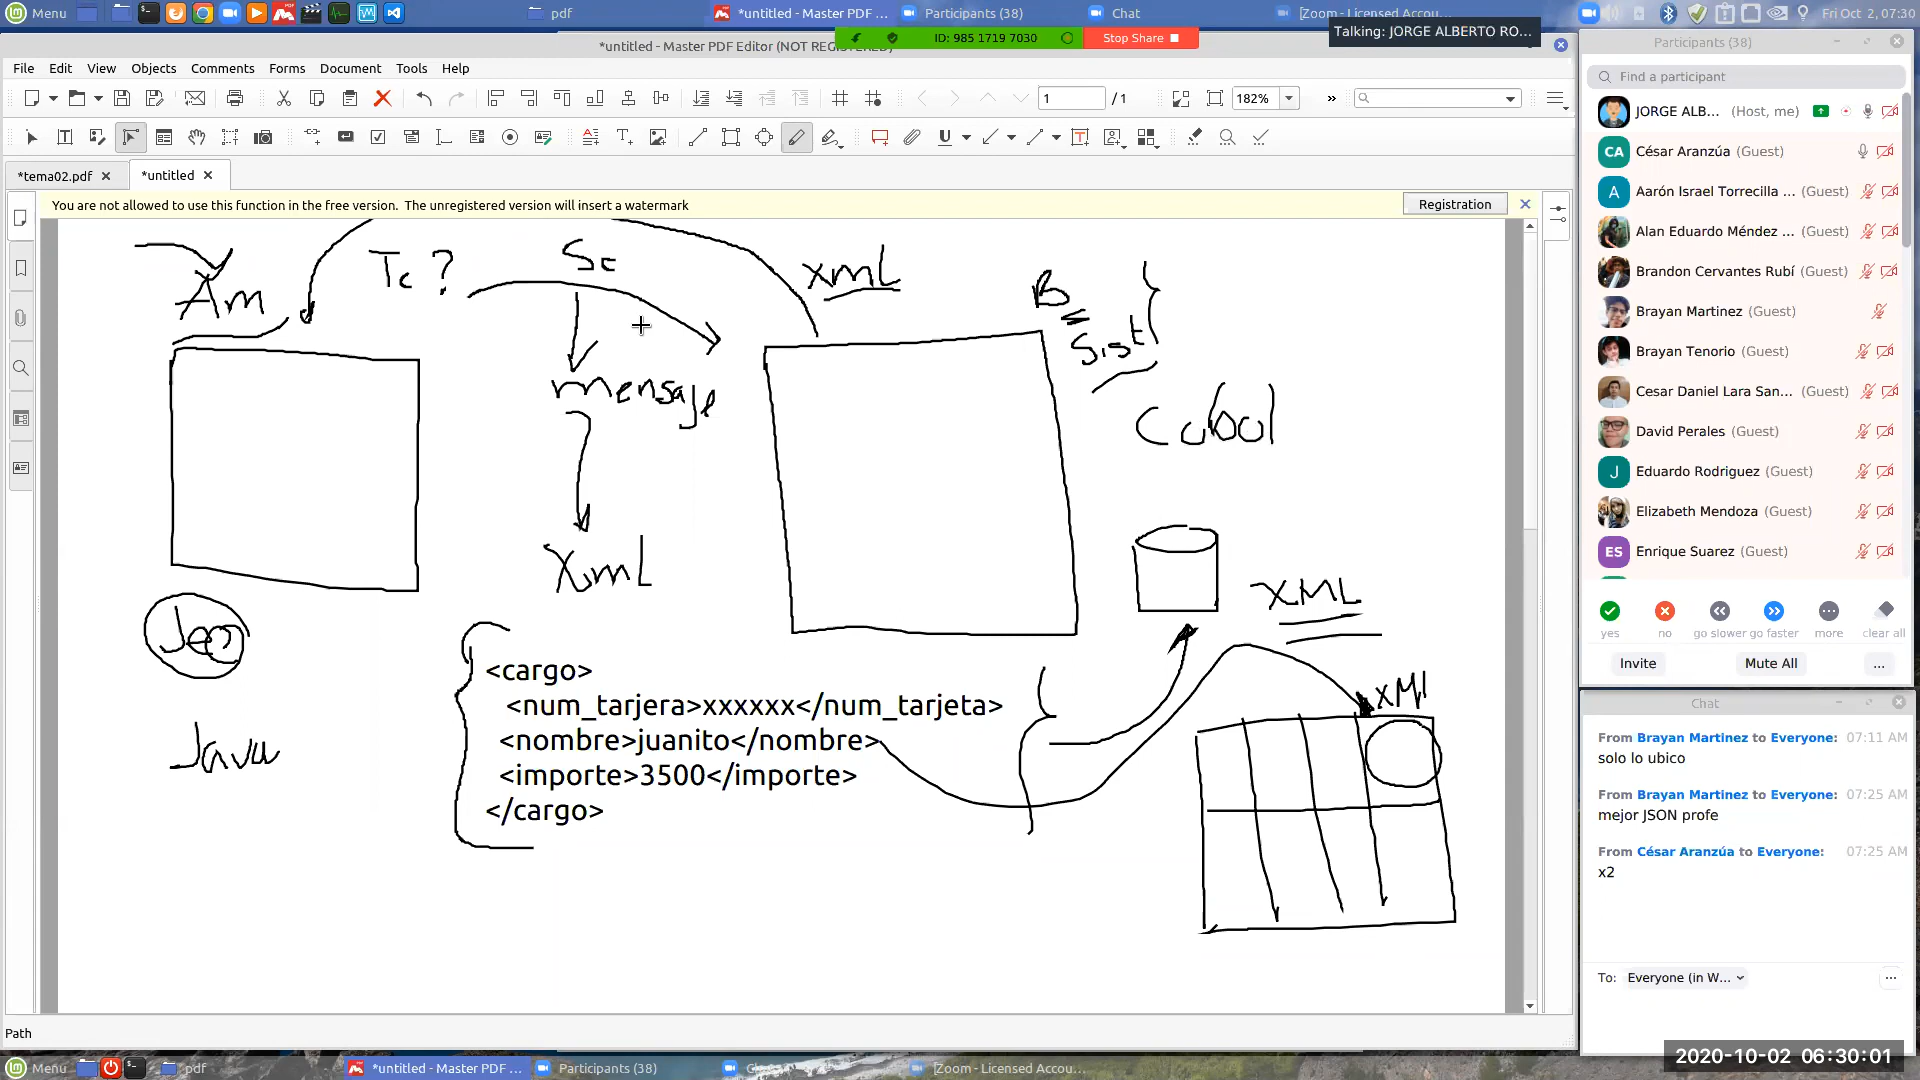 Menu
pdf
*untitled - Master PDF ...
Participants (38)
Chat
[Zoom - Licensed Accou...
Fri Oct 2, 07:30
*untitled - Master PDF Editor (NOT REGISTERED)
ID: 985 1719 7030
Stop Share
Talking: JORGE ALBERTO RO...
File Edit View Objects Comments Forms Document Tools Help
1 / 1
182%
*tema02.pdf
*untitled
You are not allowed to use this function in the free version. The unregistered version will insert a watermark
Registration
Am
Tc ?
Sc
xmL
B
Sist
Cobol
mensaje
XmL
Java
XML
XMl
<cargo>
<num_tarjera>xxxxxx</num_tarjeta>
<nombre>juanito</nombre>
<importe>3500</importe>
</cargo>
Path
Participants (38)
Find a participant
JORGE ALB... (Host, me)
CA César Aranzúa (Guest)
A Aarón Israel Torrecilla ... (Guest)
Alan Eduardo Méndez ... (Guest)
Brandon Cervantes Rubí (Guest)
Brayan Martinez (Guest)
Brayan Tenorio (Guest)
Cesar Daniel Lara San... (Guest)
David Perales (Guest)
J Eduardo Rodriguez (Guest)
Elizabeth Mendoza (Guest)
ES Enrique Suarez (Guest)
yes no go slower go faster more clear all
Invite Mute All ...
Chat
From Brayan Martinez to Everyone: 07:11 AM
solo lo ubico
From Brayan Martinez to Everyone: 07:25 AM
mejor JSON profe
From César Aranzúa to Everyone: 07:25 AM
x2
To: Everyone (in W...
Menu
pdf
*untitled - Master PDF ...
Participants (38)
[Zoom - Licensed Accou...
2020-10-02 06:30:01